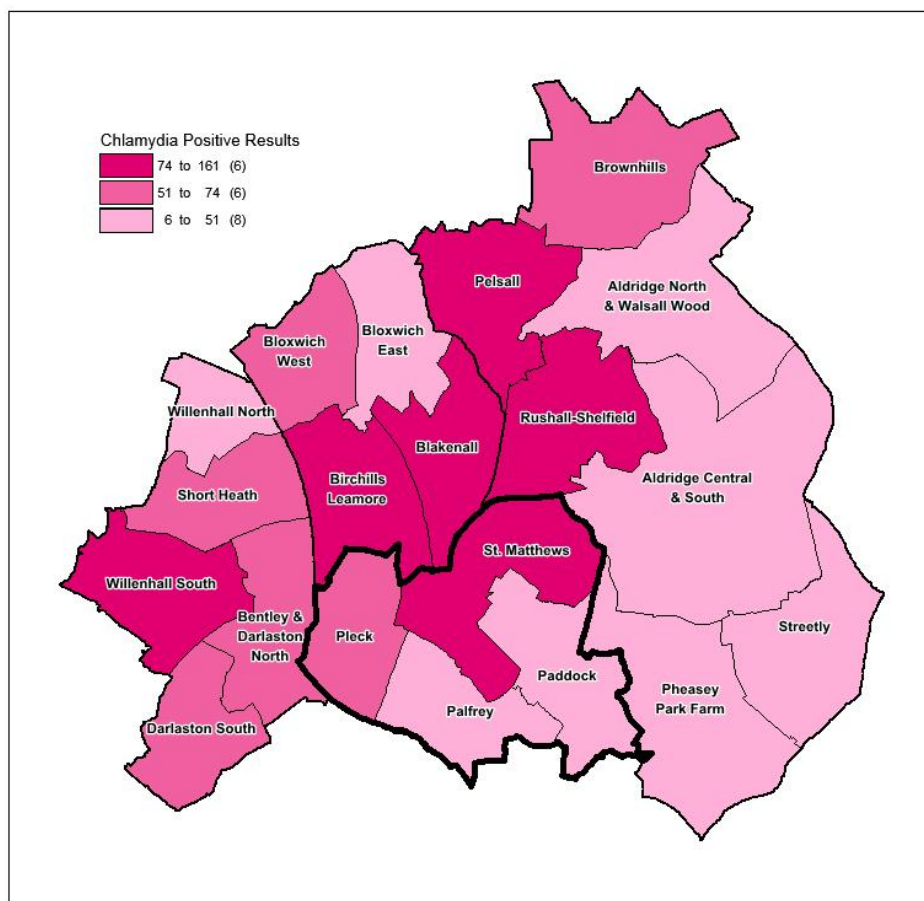 Chlamydia Positive Results
74 to 161 (6)
51 to 74 (6)
6 to 51 (8)
Brownhills
Pelsall
Aldridge North
& Walsall Wood
Bloxwich
West
Bloxwich
East
Willenhall North
Rushall-Shelfield
Blakenall
Birchills
Leamore
Short Heath
Aldridge Central
& South
St. Matthews
Willenhall South
Bentley &
Darlaston
North
Pleck
Streetly
Paddock
Pheasey
Park Farm
Palfrey
Darlaston South